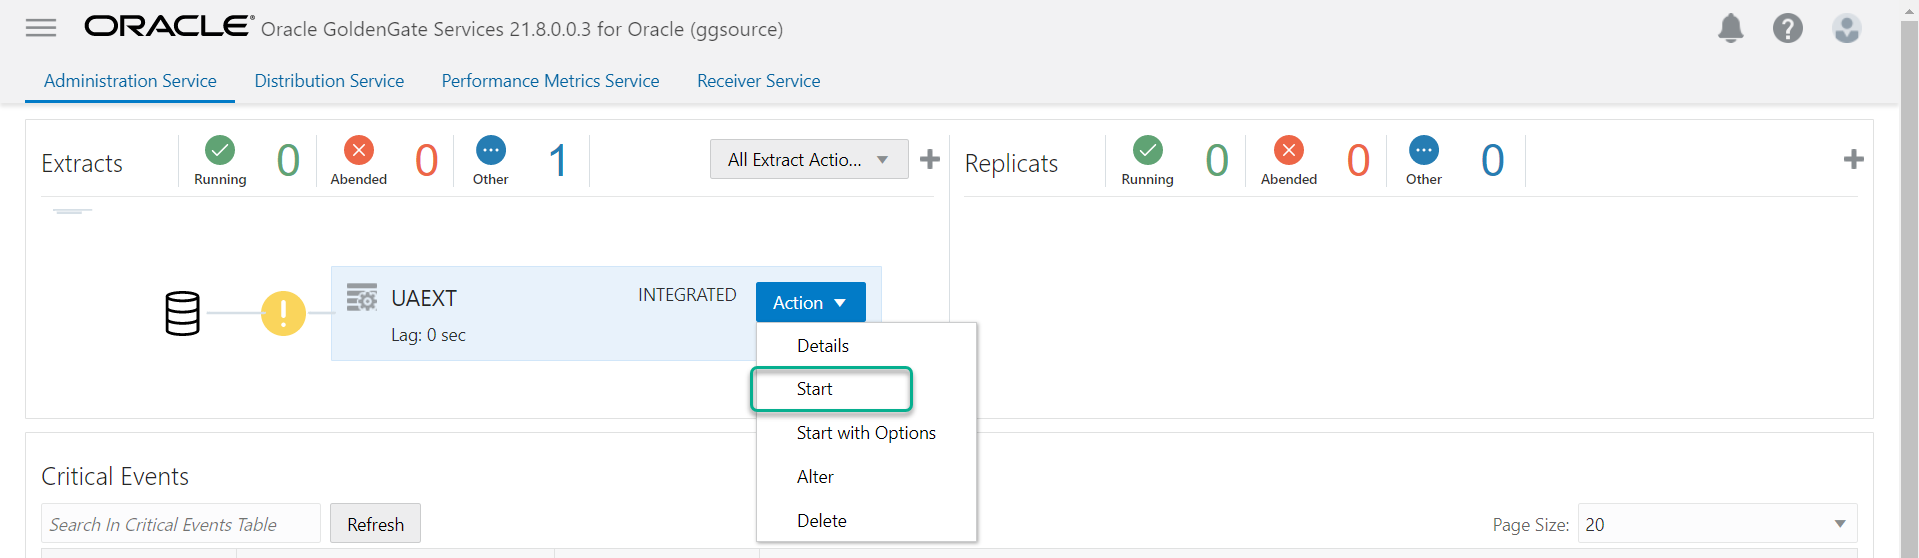 ORACLE® Oracle GoldenGate Services 21.8.0.0.3 for Oracle (ggsource)
Administration Service Distribution Service Performance Metrics Service Receiver Service
Extracts
Running 0
Abended 0
Other 1
All Extract Actio...
Replicats
Running 0
Abended 0
Other 0
UAEXT
INTEGRATED
Lag: 0 sec
Action
Details
Start
Start with Options
Alter
Delete
Critical Events
Search In Critical Events Table
Refresh
Page Size: 20